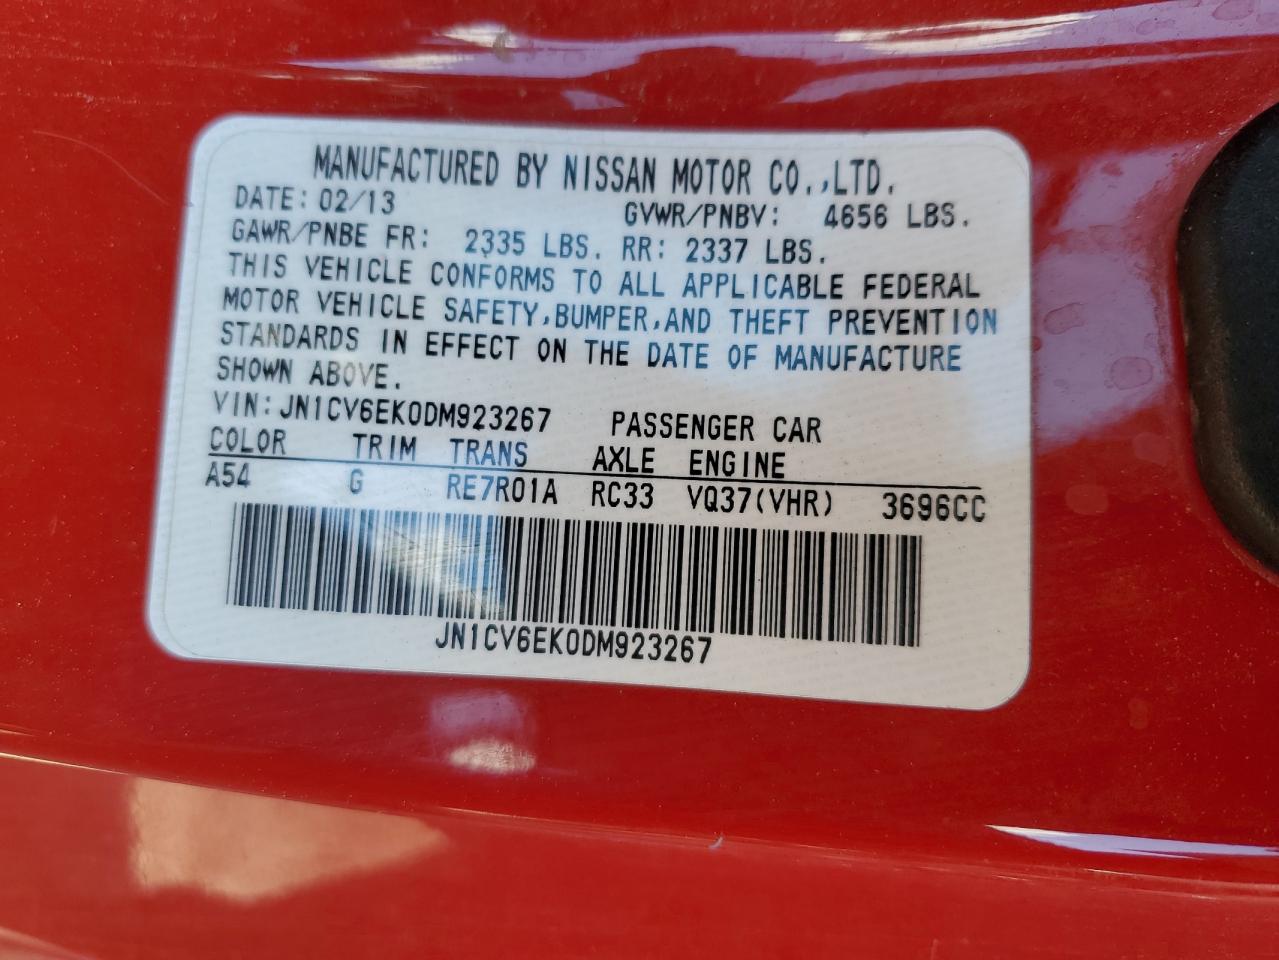 MANUFACTURED BY NISSAN MOTOR CO.,LTD.
DATE: 02/13 GVWR/PNBV: 4656 LBS.
GAWR/PNBE FR: 2335 LBS. RR: 2337 LBS.
THIS VEHICLE CONFORMS TO ALL APPLICABLE FEDERAL
MOTOR VEHICLE SAFETY,BUMPER,AND THEFT PREVENTION
STANDARDS IN EFFECT ON THE DATE OF MANUFACTURE
SHOWN ABOVE.
VIN: JN1CV6EK0DM923267 PASSENGER CAR
COLOR TRIM TRANS AXLE ENGINE
A54 G RE7R01A RC33 VQ37(VHR) 3696CC
JN1CV6EK0DM923267